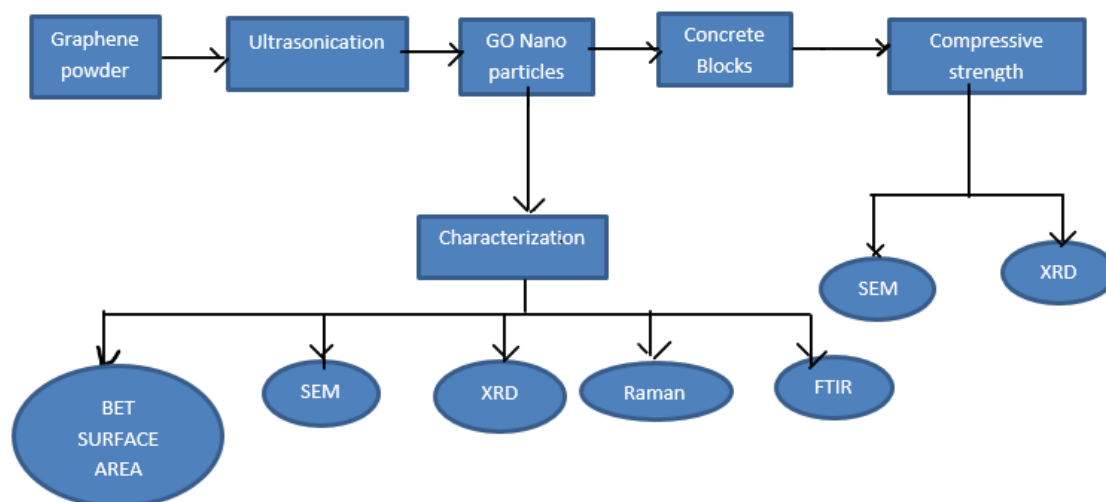 Graphene
powder
Ultrasonication
GO Nano
particles
Concrete
Blocks
Compressive
strength
Characterization
SEM
XRD
BET
SURFACE
AREA
SEM
XRD
Raman
FTIR